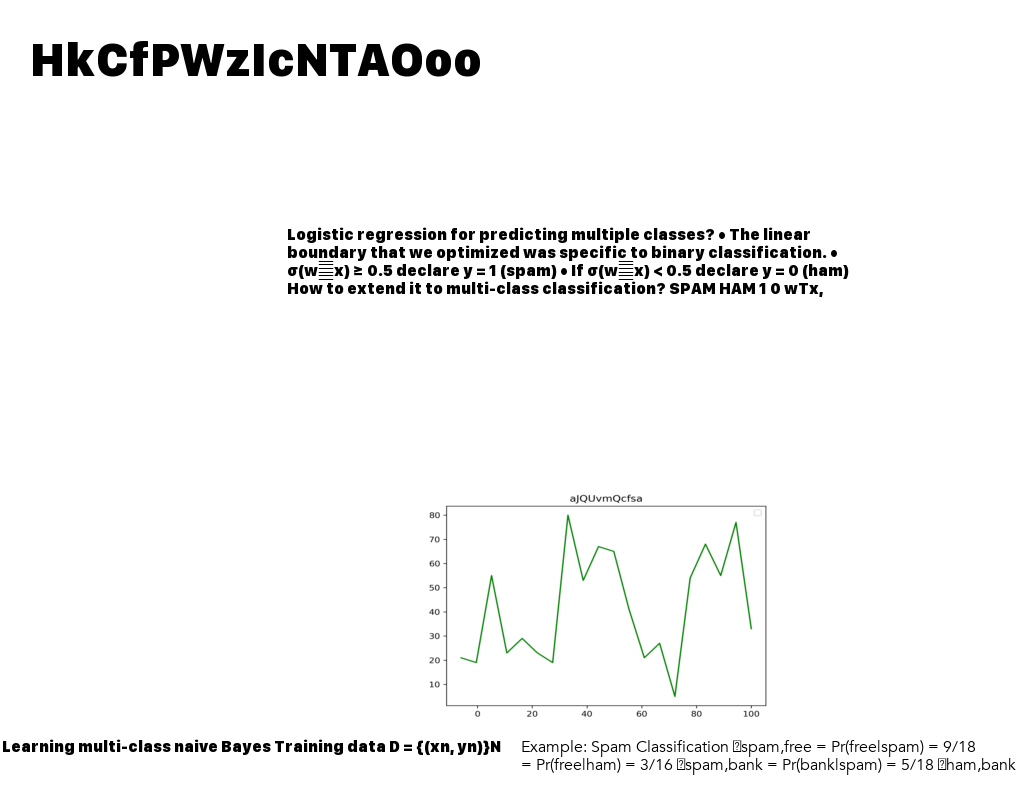 HkCfPWzIcNTAOoo
Logistic regression for predicting multiple classes? • The linear
boundary that we optimized was specific to binary classification. •
σ(w x) ≥ 0.5 declare y = 1 (spam) • If σ(w x) < 0.5 declare y = 0 (ham)
How to extend it to multi-class classification? SPAM HAM 1 0 wTx,
aJQUvmQcfsa
80
70
60
50
40
30
20
10
0 20 40 60 80 100
Learning multi-class naive Bayes Training data D = {(xn, yn)}N
Example: Spam Classification spam,free = Pr(free|spam) = 9/18
= Pr(free|ham) = 3/16 spam,bank = Pr(bank|spam) = 5/18 ham,bank